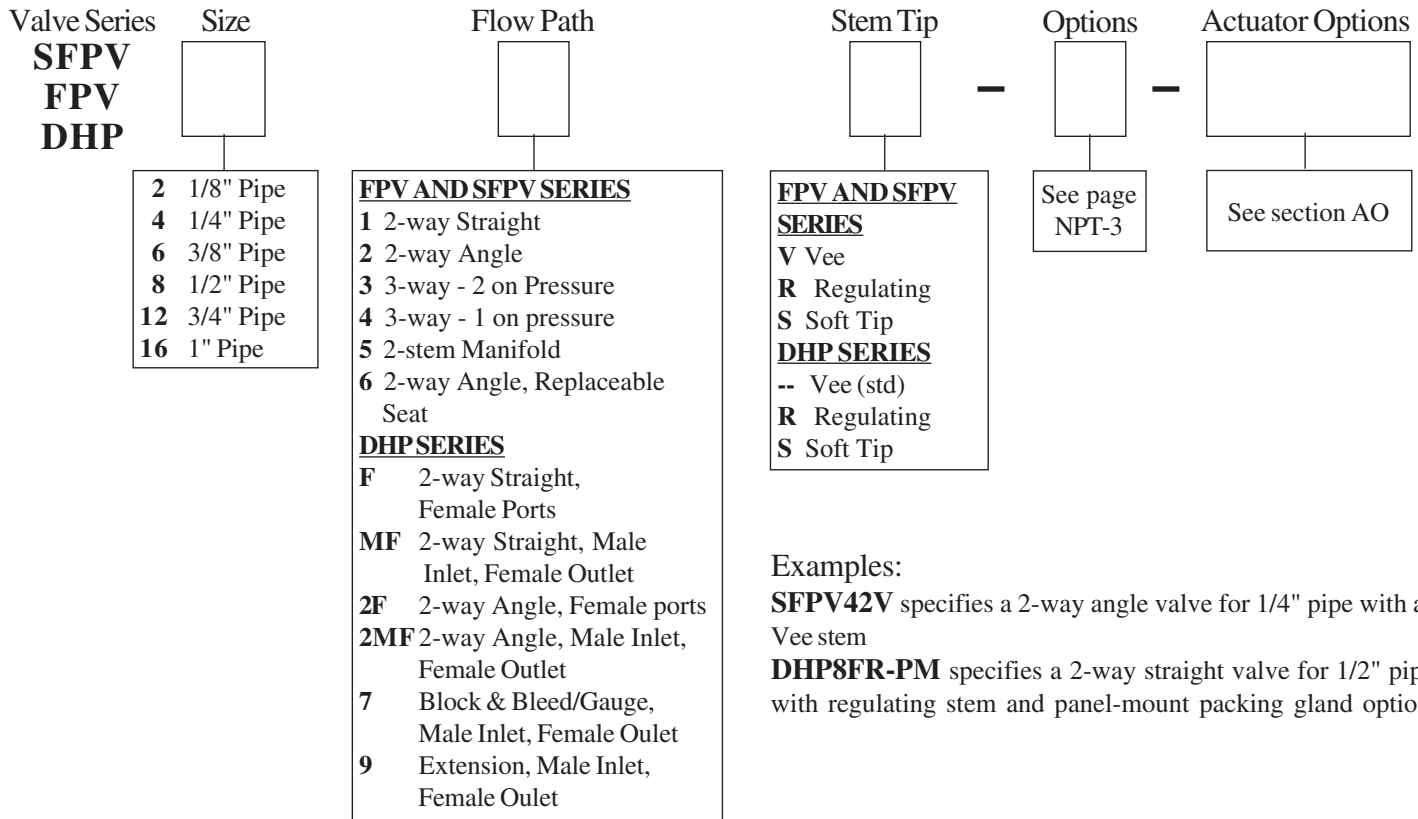 Valve Series Size Flow Path Stem Tip Options Actuator Options
SFPV
FPV
DHP
– –
2 1/8" Pipe
4 1/4" Pipe
6 3/8" Pipe
8 1/2" Pipe
12 3/4" Pipe
16 1" Pipe
FPV AND SFPV SERIES
1 2-way Straight
2 2-way Angle
3 3-way - 2 on Pressure
4 3-way - 1 on pressure
5 2-stem Manifold
6 2-way Angle, Replaceable
Seat
DHP SERIES
F 2-way Straight,
Female Ports
MF 2-way Straight, Male
Inlet, Female Outlet
2F 2-way Angle, Female ports
2MF 2-way Angle, Male Inlet,
Female Outlet
7 Block & Bleed/Gauge,
Male Inlet, Female Oulet
9 Extension, Male Inlet,
Female Oulet
FPV AND SFPV
SERIES
V Vee
R Regulating
S Soft Tip
DHP SERIES
-- Vee (std)
R Regulating
S Soft Tip
See page
NPT-3
See section AO
Examples:
SFPV42V specifies a 2-way angle valve for 1/4" pipe with a
Vee stem
DHP8FR-PM specifies a 2-way straight valve for 1/2" pip
with regulating stem and panel-mount packing gland optio